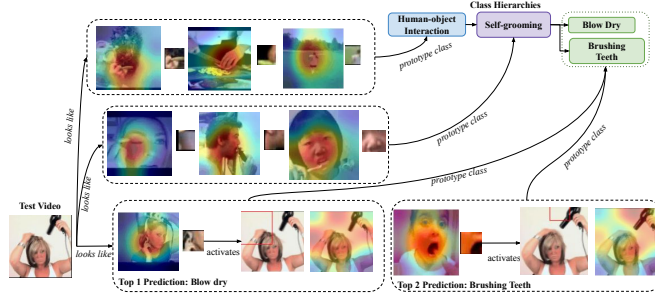 Class Hierarchies
Human-object
Interaction
Self-grooming
Blow Dry
Brushing
Teeth
prototype class
looks like
prototype class
looks like
prototype class
prototype class
Test Video
looks like
activates
activates
Top 1 Prediction: Blow dry
Top 2 Prediction: Brushing Teeth